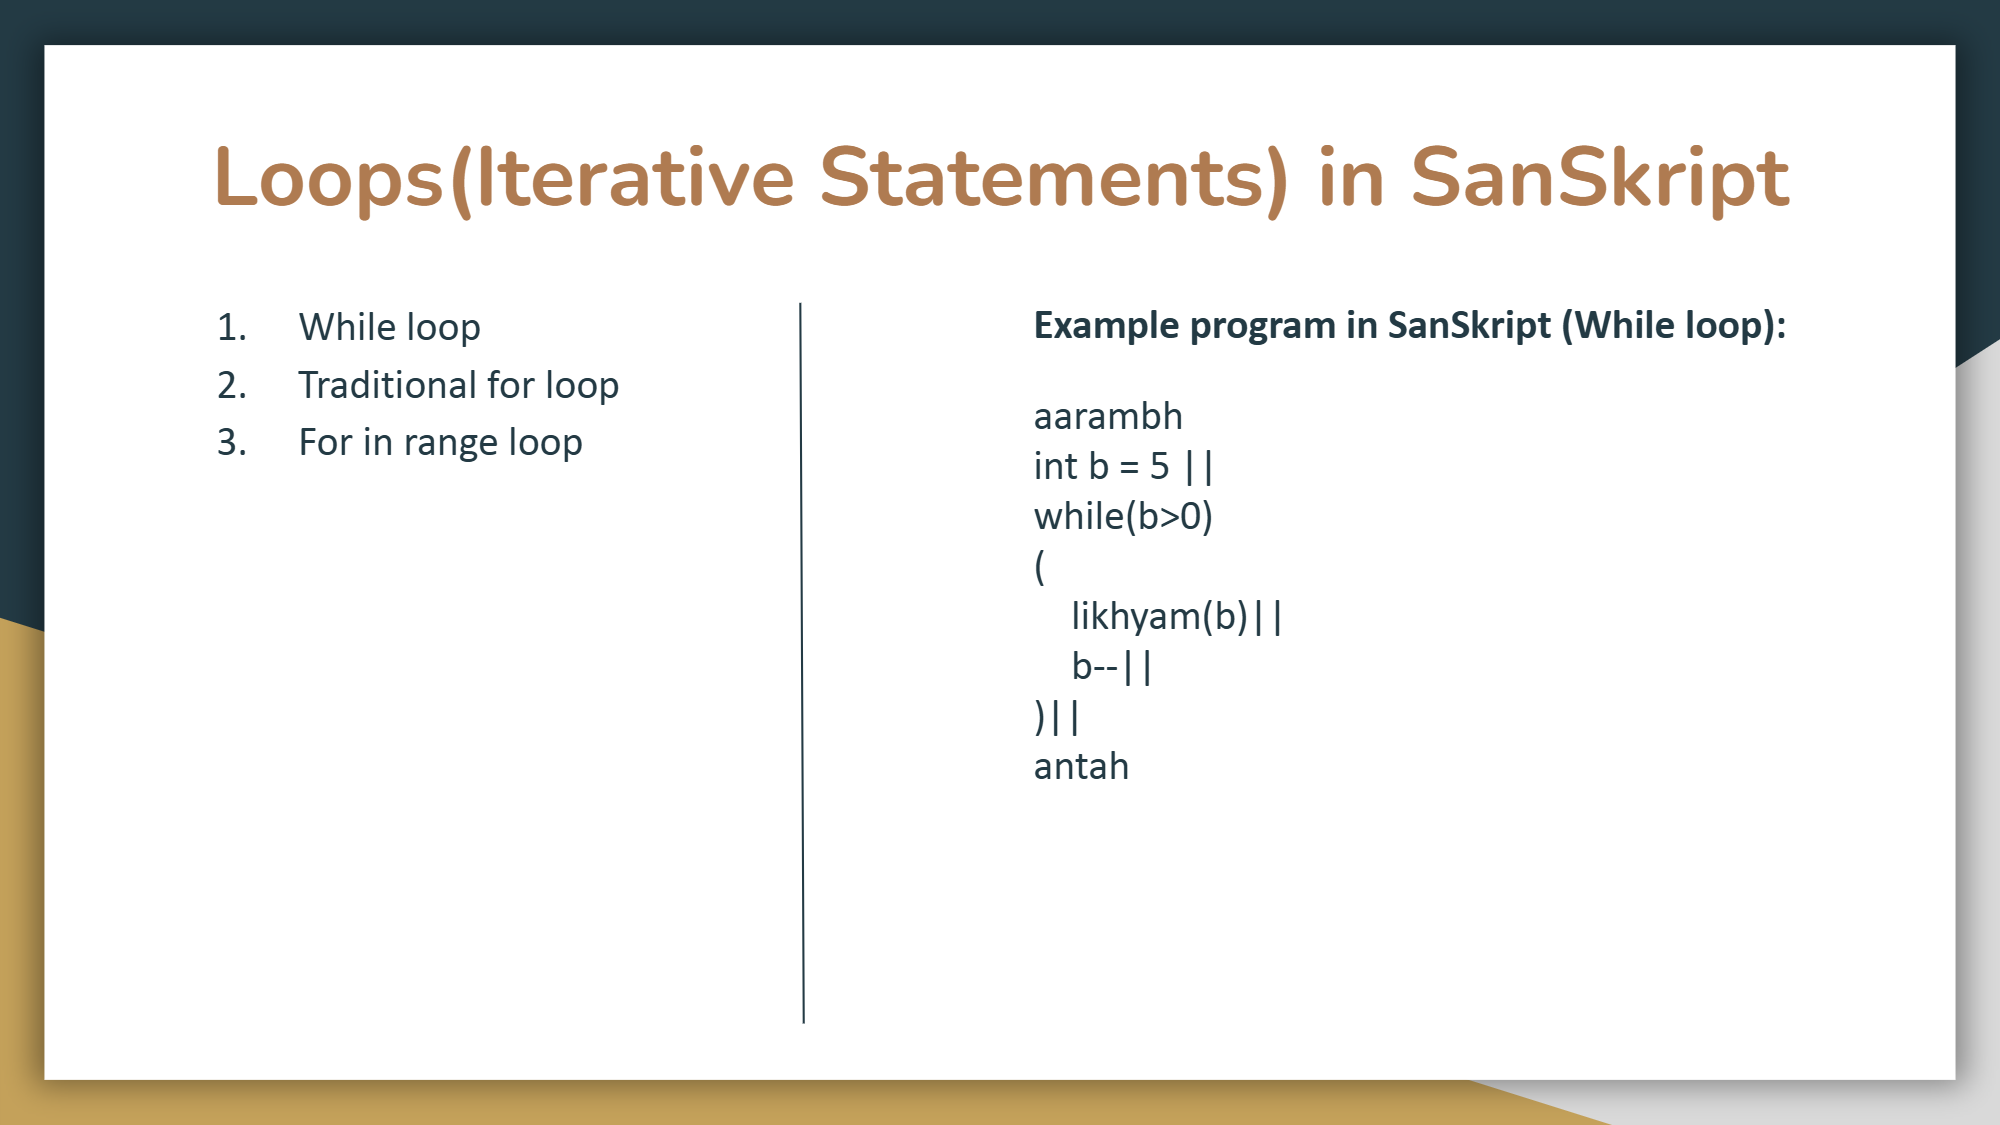 Loops(Iterative Statements) in SanSkript
1. While loop
2. Traditional for loop
3. For in range loop
Example program in SanSkript (While loop):
aarambh
int b = 5 ||
while(b>0)
(
likhyam(b)||
b--||
)||
antah